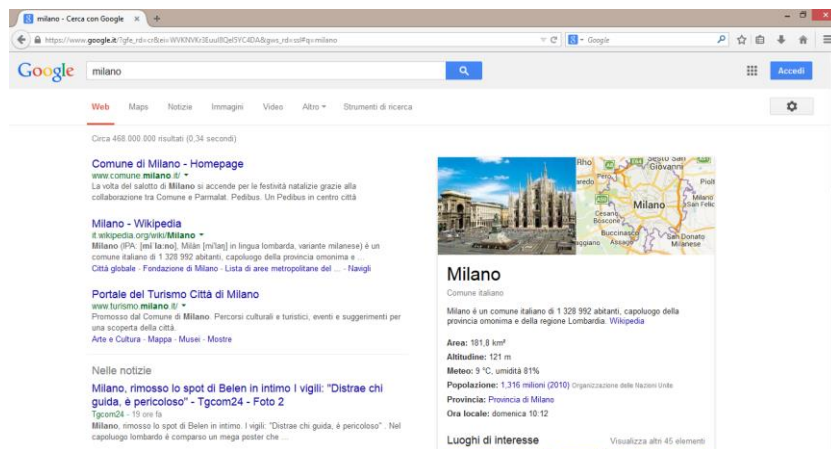 milano - Cerca con Google
https://www.google.it/?gfe_rd=cr&ei=
Google
Google milano
Accedi
Web Maps Notizie Immagini Video Altro Strumenti di ricerca
Circa 468 000 000 risultati (0,34 secondi)
Comune di Milano - Homepage
www.comune.milano.it/
La volta del salotto di Milano si accende per le festività natalizie grazie alla
collaborazione tra Comune e Parmalat. Pedibus. Un Pedibus in centro città
Milano - Wikipedia
it.wikipedia.org/wiki/Milano
Milano (IPA: [mi la:no], Milán [mi'laŋ] in lingua lombarda, variante milanese) è un
comune italiano di 1 328 992 abitanti, capoluogo della provincia omonima e ...
Città globale - Fondazione di Milano - Lista di aree metropolitane del ... - Navigli
Portale del Turismo Città di Milano
www.turismo.milano.it/
Promosso dal Comune di Milano. Percorsi culturali e turistici, eventi e suggerimenti per
una scoperta della città.
Arte e Cultura - Mappa - Musei - Mostre
Nelle notizie
Milano, rimosso lo spot di Belen in intimo I vigili: "Distrae chi
guida, è pericoloso" - Tgcom24 - Foto 2
Tgcom24 - 19 ore fa
Milano, rimosso lo spot di Belen in intimo. I vigili: "Distrae chi guida, è pericoloso" . Nel
capoluogo lombardo è comparso un mega poster che ...
Rho
Sesto San
Giovanni
Pero
Piolt
Milano
Milano
San Felic
Cesano
Boscone
Buccinasco
San Donato
Milanese
aggiano
Assago
Milano
Comune italiano
Milano è un comune italiano di 1 328 992 abitanti, capoluogo della
provincia omonima e della regione Lombardia. Wikipedia
Area: 181,8 km²
Altitudine: 121 m
Meteo: 9 °C, umidità 81%
Popolazione: 1,316 milioni (2010) Organizzazione delle Nazioni Unite
Provincia: Provincia di Milano
Ora locale: domenica 10:12
Luoghi di interesse Visualizza altri 45 elementi